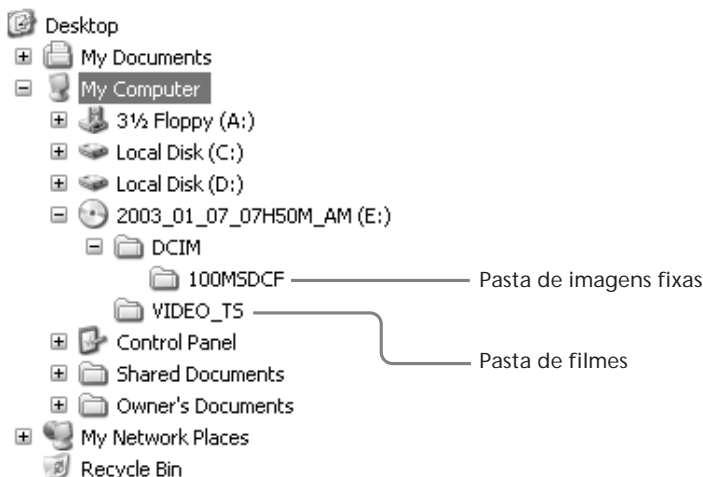 Desktop
My Documents
My Computer
3½ Floppy (A:)
Local Disk (C:)
Local Disk (D:)
2003_01_07_07H50M_AM (E:)
DCIM
100MSDCF
Pasta de imagens fixas
VIDEO_TS
Control Panel
Pasta de filmes
Shared Documents
Owner's Documents
My Network Places
Recycle Bin